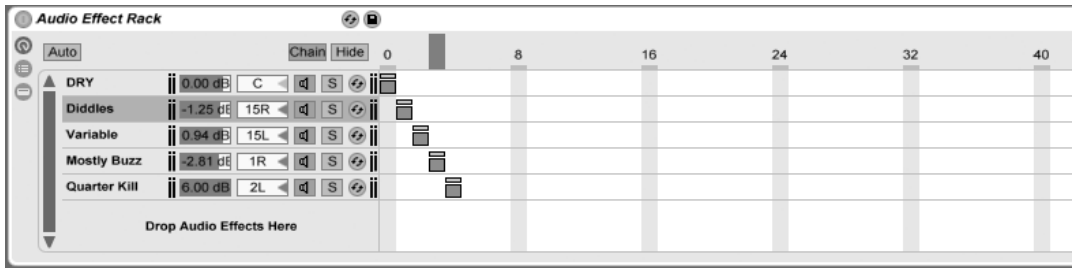 Audio Effect Rack
Auto Chain Hide 0 8 16 24 32 40
DRY 0.00 dB C S
Diddles -1.25 dE 15R S
Variable 0.94 dB 15L S
Mostly Buzz -2.81 dE 1R S
Quarter Kill 6.00 dB 2L S
Drop Audio Effects Here